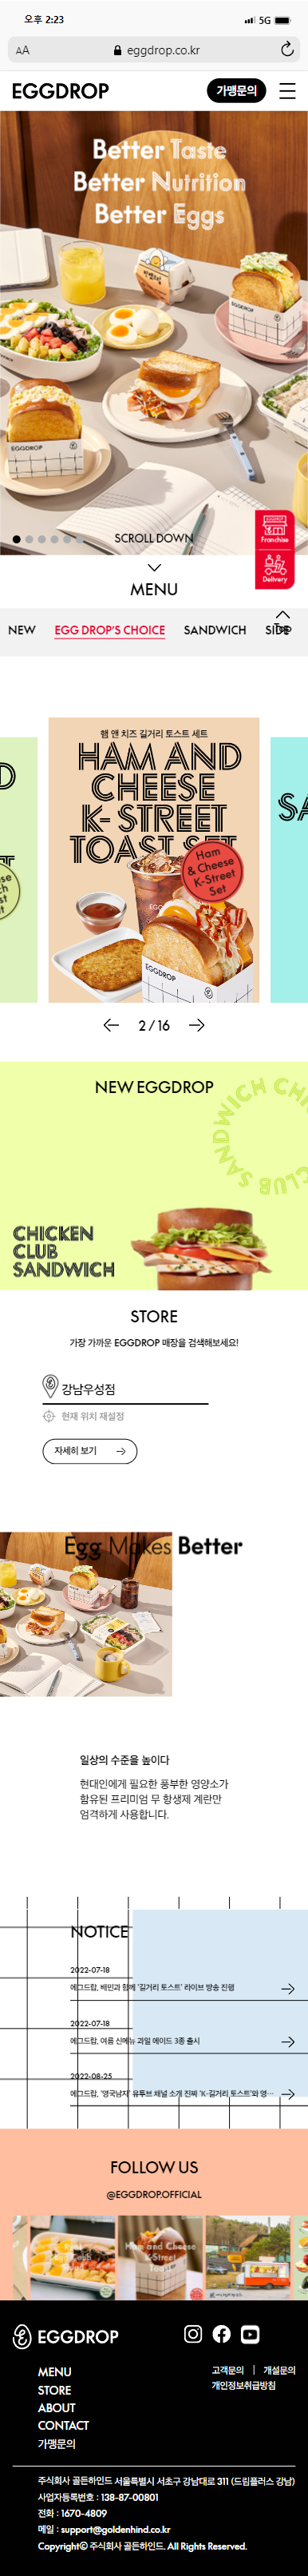 오후 2:23
5G
AA
eggdrop.co.kr
EGGDROP
가맹문의
Better Taste
Better Nutrition
Better Eggs
EGGDROP
EGGDROP
SCROLL DOWN
Franchise
Delivery
MENU
NEW
EGG DROP'S CHOICE
SANDWICH
SIDE
Top
햄 앤 치즈 길거리 토스트 세트
HAM AND
CHEESE
K-STREET
TOAST SET
Ham
& Cheese
K-Street
Set
EGGDROP
SA
2 / 16
NEW EGGDROP
SANDWICH CHI
CLUB
CHICKEN
CLUB
SANDWICH
STORE
가장 가까운 EGGDROP 매장을 검색해보세요!
강남우성점
현재 위치 재설정
자세히 보기
Egg Makes Better
일상의 수준을 높이다
현대인에게 필요한 풍부한 영양소가
함유된 프리미엄 무 항생제 계란만
엄격하게 사용합니다.
NOTICE
2022-07-18
에그드랍, 배민과 함께 '길거리 토스트' 라이브 방송 진행
2022-07-18
에그드랍, 여름 신메뉴 과일 에이드 3종 출시
2022-08-25
에그드랍, '영국남자' 유투브 채널 소개 진짜 'K-길거리 토스트'와 영…
FOLLOW US
@EGGDROP.OFFICIAL
Ham and Cheese
K-Street
Toast
EGGDROP
MENU
STORE
ABOUT
CONTACT
가맹문의
고객문의 | 개설문의
개인정보취급방침
주식회사 골든하인드 서울특별시 서초구 강남대로 311 (드림플러스 강남)
사업자등록번호 : 138-87-00801
전화 : 1670-4809
메일 : support@goldenhind.co.kr
Copyright© 주식회사 골든하인드. All Rights Reserved.